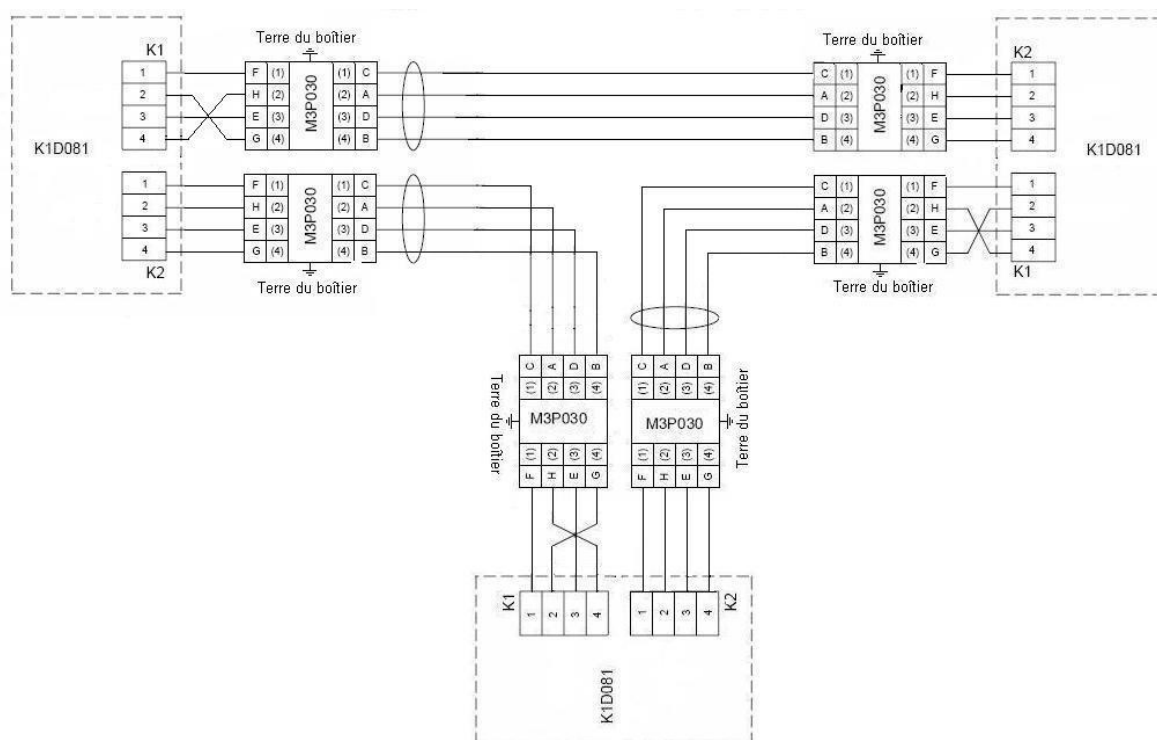 Terre du boîtier
Terre du boîtier
K1
K2
1 F (1) (1) C C (1) (1) F 1
2 H (2) (2) A A (2) (2) H 2
3 E (3) (3) D D (3) (3) E 3
4 G (4) (4) B B (4) (4) G 4
M3P030
M3P030
K1D081
K1D081
1 F (1) (1) C C (1) (1) F 1
2 H (2) (2) A A (2) (2) H 2
3 E (3) (3) D D (3) (3) E 3
4 G (4) (4) B B (4) (4) G 4
M3P030
M3P030
K2
K1
Terre du boîtier
Terre du boîtier
C A D B
(1) (2) (3) (4)
M3P030
(1) (2) (3) (4)
F H E G
Terre du boîtier
C A D B
(1) (2) (3) (4)
M3P030
(1) (2) (3) (4)
F H E G
Terre du boîtier
K1
1 2 3 4
1 2 3 4
K2
K1D081